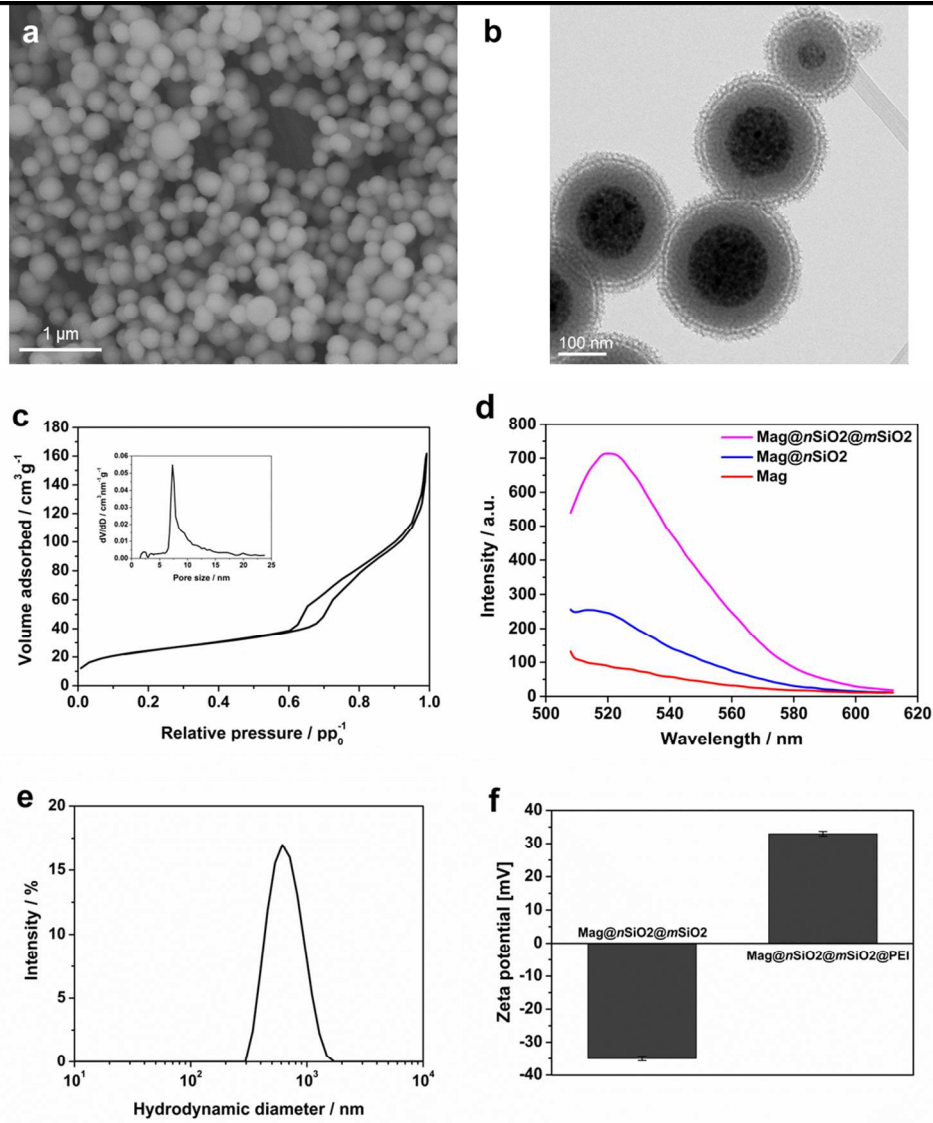 a
1 µm
b
100 nm
c
Volume adsorbed / cm³g⁻¹
180
160
140
120
100
80
60
40
20
0
0.0 0.2 0.4 0.6 0.8 1.0
Relative pressure / pp₀⁻¹
dV/dD / cm³nm⁻¹g⁻¹
0.06
0.05
0.04
0.03
0.02
0.01
0.00
0 5 10 15 20 25
Pore size / nm
d
Intensity / a.u.
800
700
600
500
400
300
200
100
0
Mag@nSiO2@mSiO2
Mag@nSiO2
Mag
500 520 540 560 580 600 620
Wavelength / nm
e
Intensity / %
20
15
10
5
0
10¹ 10² 10³ 10⁴
Hydrodynamic diameter / nm
f
Zeta potential [mV]
40
30
20
10
0
-10
-20
-30
-40
Mag@nSiO2@mSiO2
Mag@nSiO2@mSiO2@PEI